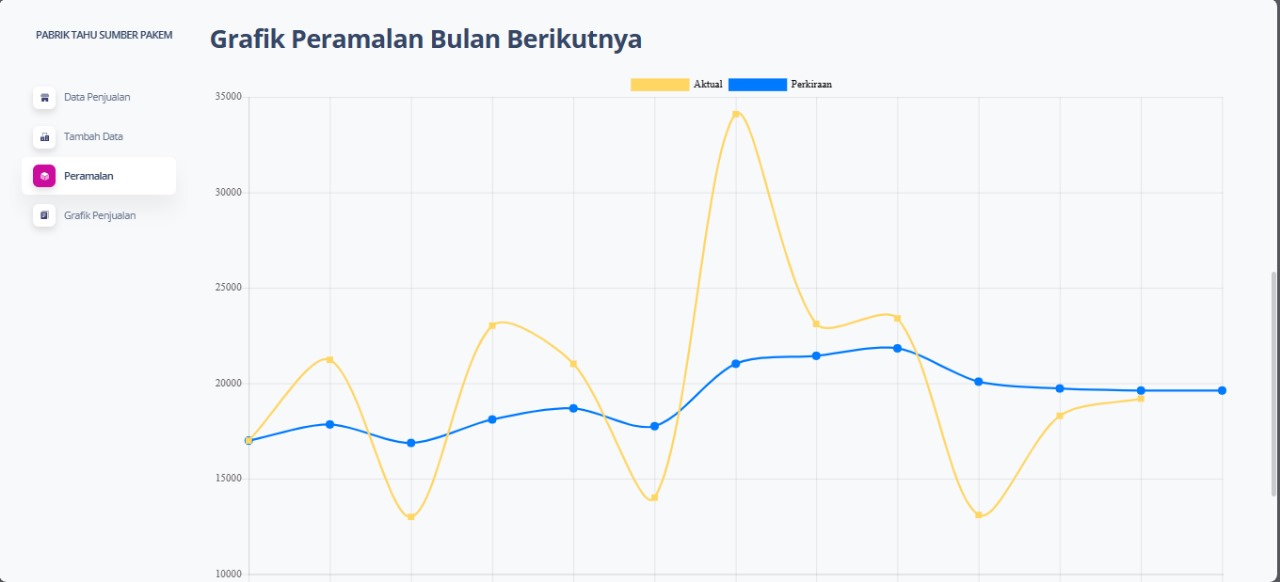 PABRIK TAHU SUMBER PAKEM
Data Penjualan
Tambah Data
Peramalan
Grafik Penjualan
Grafik Peramalan Bulan Berikutnya
Aktual
Perkiraan
35000
30000
25000
20000
15000
10000